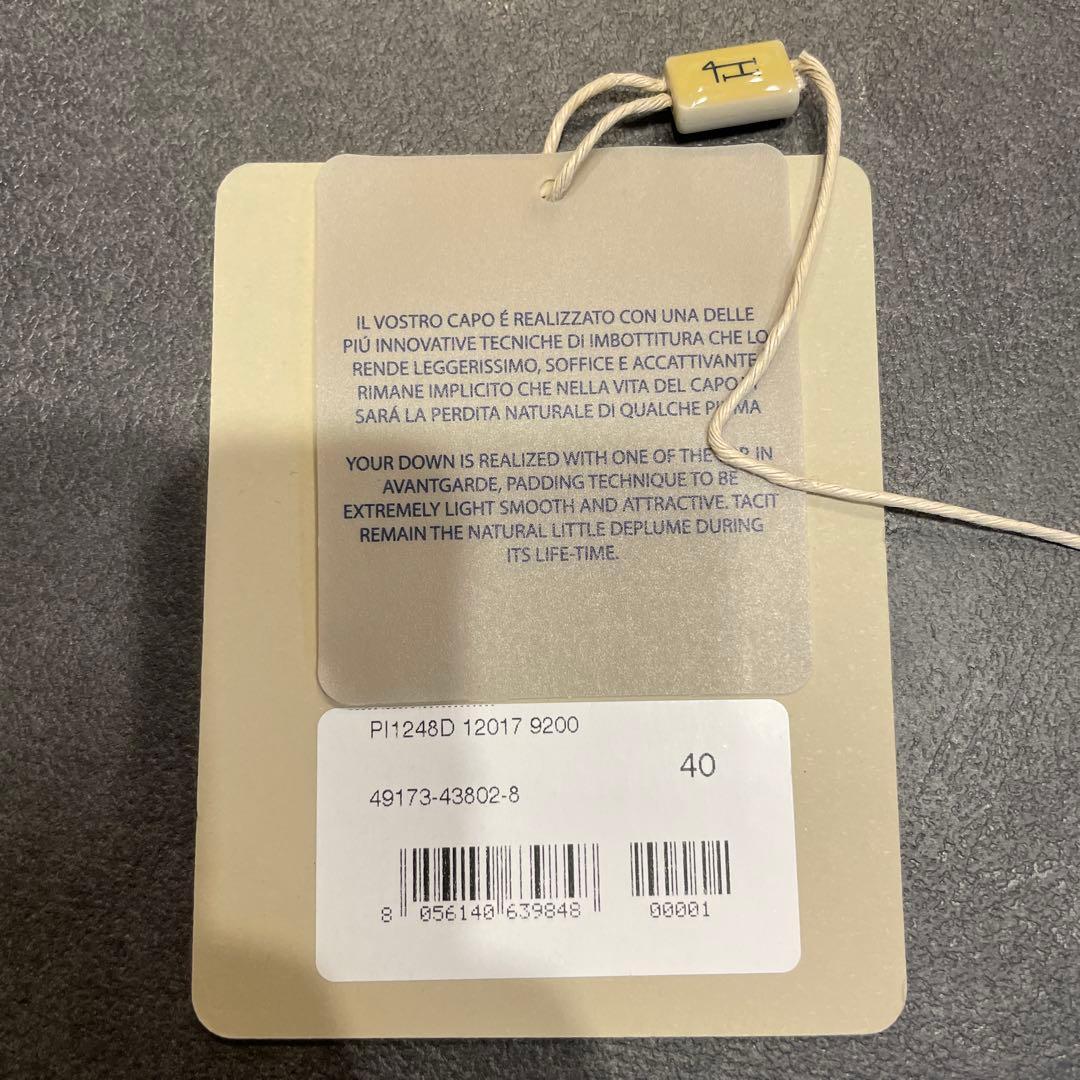 H
IL VOSTRO CAPO É REALIZZATO CON UNA DELLE
PIÚ INNOVATIVE TECNICHE DI IMBOTTITURA CHE LO
RENDE LEGGERISSIMO, SOFFICE E ACCATTIVANTE
RIMANE IMPLICITO CHE NELLA VITA DEL CAPO
SARÁ LA PERDITA NATURALE DI QUALCHE
YOUR DOWN IS REALIZED WITH ONE OF THE IN
AVANTGARDE, PADDING TECHNIQUE TO BE
EXTREMELY LIGHT SMOOTH AND ATTRACTIVE. TACIT
REMAIN THE NATURAL LITTLE DEPLUME DURING
ITS LIFE-TIME.
PI1248D 12017 9200
40
49173-43802-8
8 056140 639848 00001